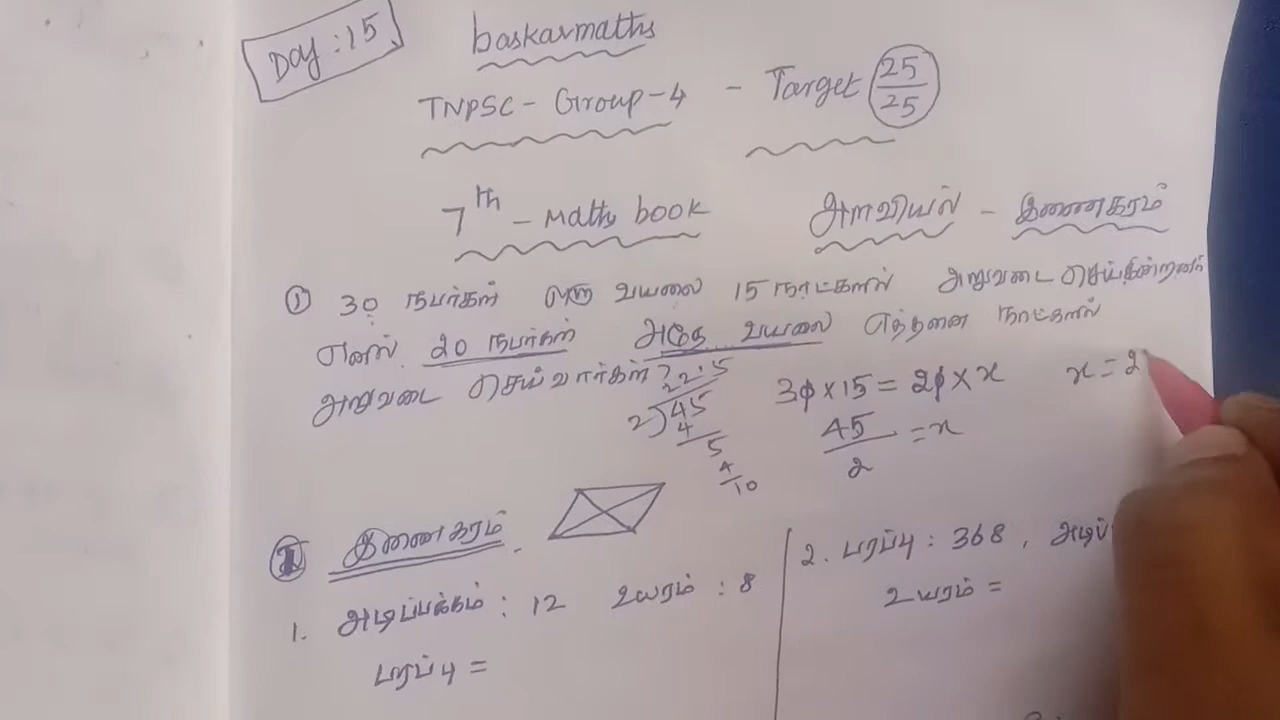 Day : 15
baskarmaths
TNPSC - Group-4 - Target 25/25
7th - Maths book அளவியல் - இணைகரம்
① 30 நபர்கள் ஒரு வயலை 15 நாட்களில் அறுவடை செய்கின்றனர்
எனில் 20 நபர்கள் அதே வயலை எத்தனை நாட்களில்
அறுவடை செய்வார்கள்?
22.5
2) 45
4
5
4
10
30 x 15 = 20 x x
45/2 = x
x = 2
இணைகரம்
1. அடிப்பக்கம் : 12 உயரம் : 8
பரப்பு =
2. பரப்பு : 368 ,
உயரம் =